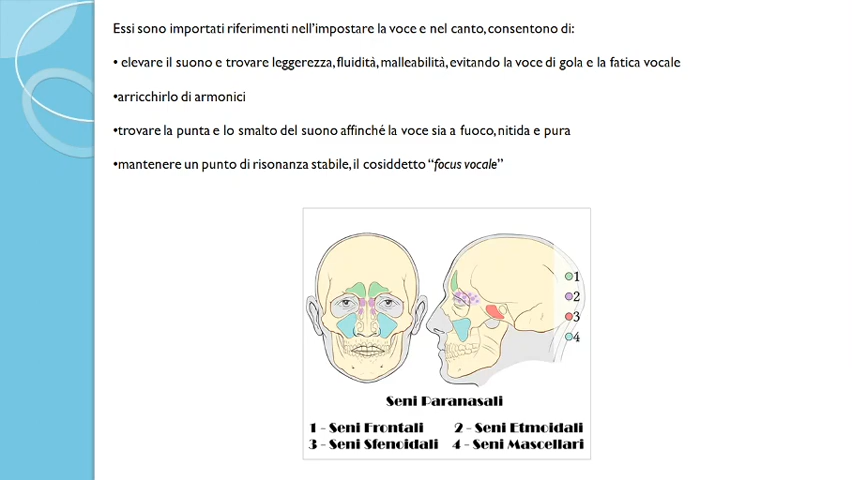 Essi sono importati riferimenti nell'impostare la voce e nel canto, consentono di:
• elevare il suono e trovare leggerezza, fluidità, malleabilità, evitando la voce di gola e la fatica vocale
•arricchirlo di armonici
•trovare la punta e lo smalto del suono affinché la voce sia a fuoco, nitida e pura
•mantenere un punto di risonanza stabile, il cosiddetto “focus vocale”
1
2
3
4
Seni Paranasali
1 - Seni Frontali 2 - Seni Etmoidali
3 - Seni Sfenoidali 4 - Seni Mascellari